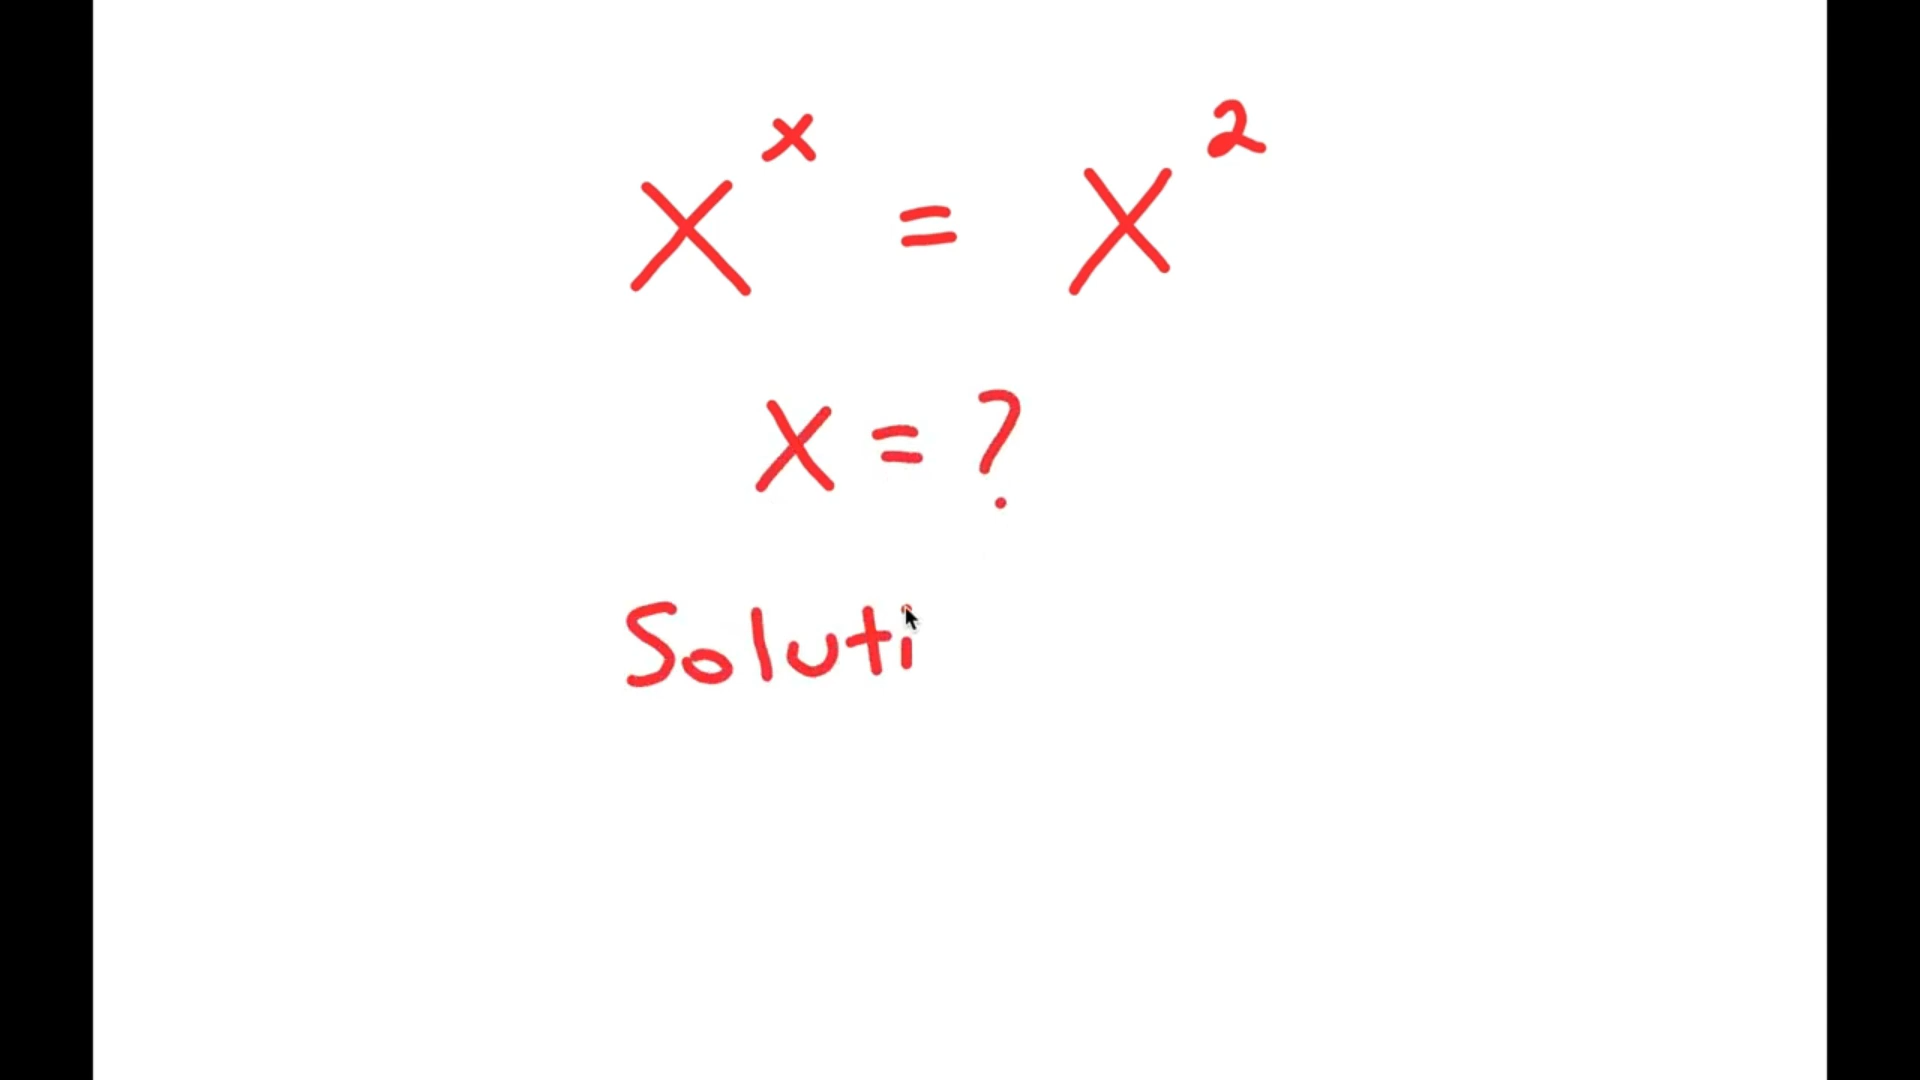 x^x = x^2
x = ?
Soluti